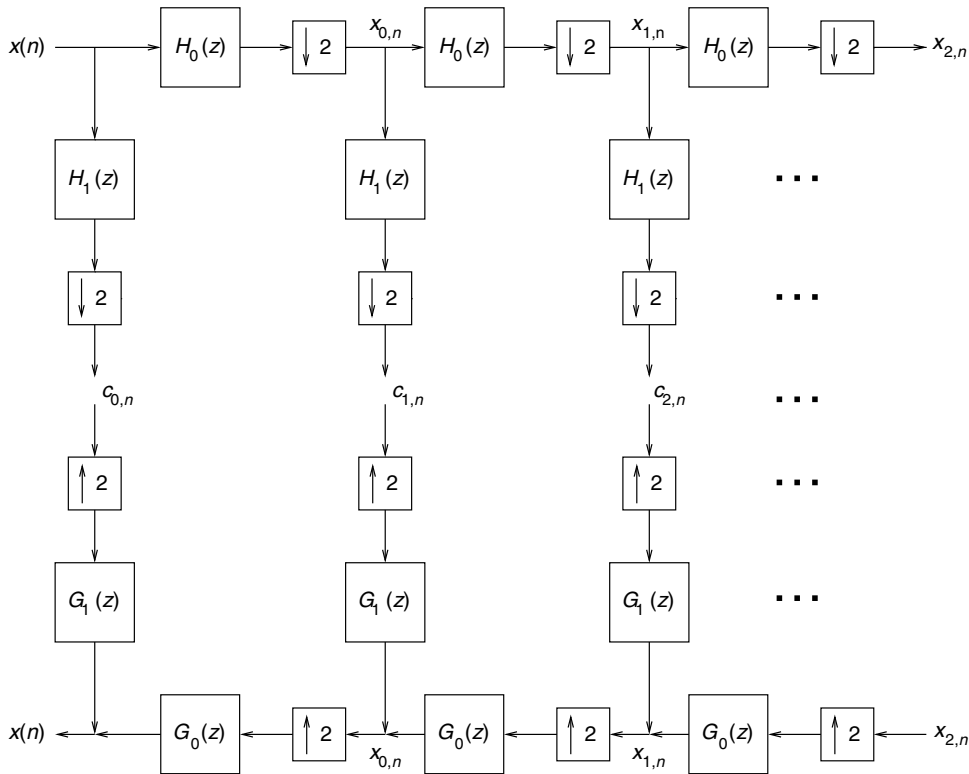 x(n) H₀(z) ↓ 2 x₀,ₙ H₀(z) ↓ 2 x₁,ₙ H₀(z) ↓ 2 x₂,ₙ
H₁(z) H₁(z) H₁(z) ...
↓ 2 ↓ 2 ↓ 2 ...
c₀,ₙ c₁,ₙ c₂,ₙ ...
↑ 2 ↑ 2 ↑ 2 ...
G₁(z) G₁(z) G₁(z) ...
x(n) G₀(z) ↑ 2 x₀,ₙ G₀(z) ↑ 2 x₁,ₙ G₀(z) ↑ 2 x₂,ₙ